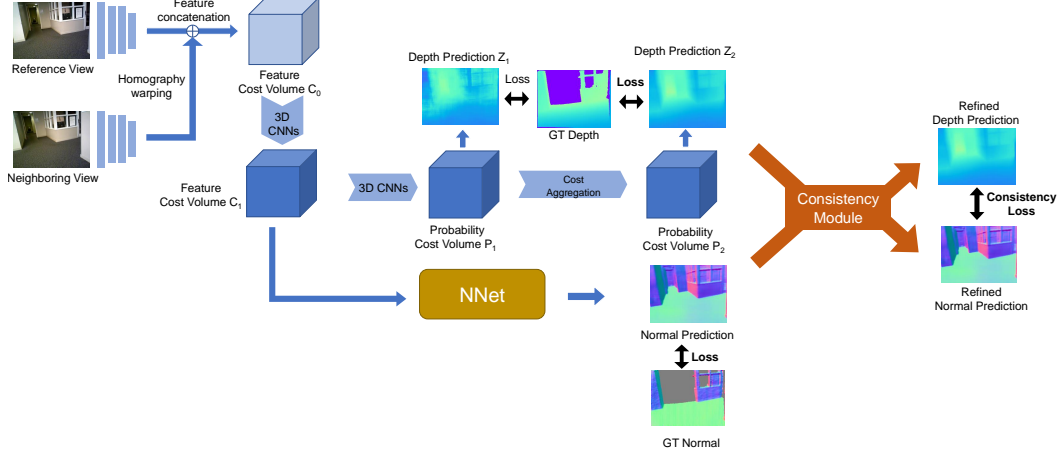 Feature
concatenation
Reference View
Homography
warping
Neighboring View
Feature
Cost Volume C0
3D
CNNs
Feature
Cost Volume C1
3D CNNs
Depth Prediction Z1
Loss
GT Depth
Loss
Depth Prediction Z2
Probability
Cost Volume P1
Cost
Aggregation
Probability
Cost Volume P2
NNet
Normal Prediction
Loss
GT Normal
Consistency
Module
Refined
Depth Prediction
Consistency
Loss
Refined
Normal Prediction